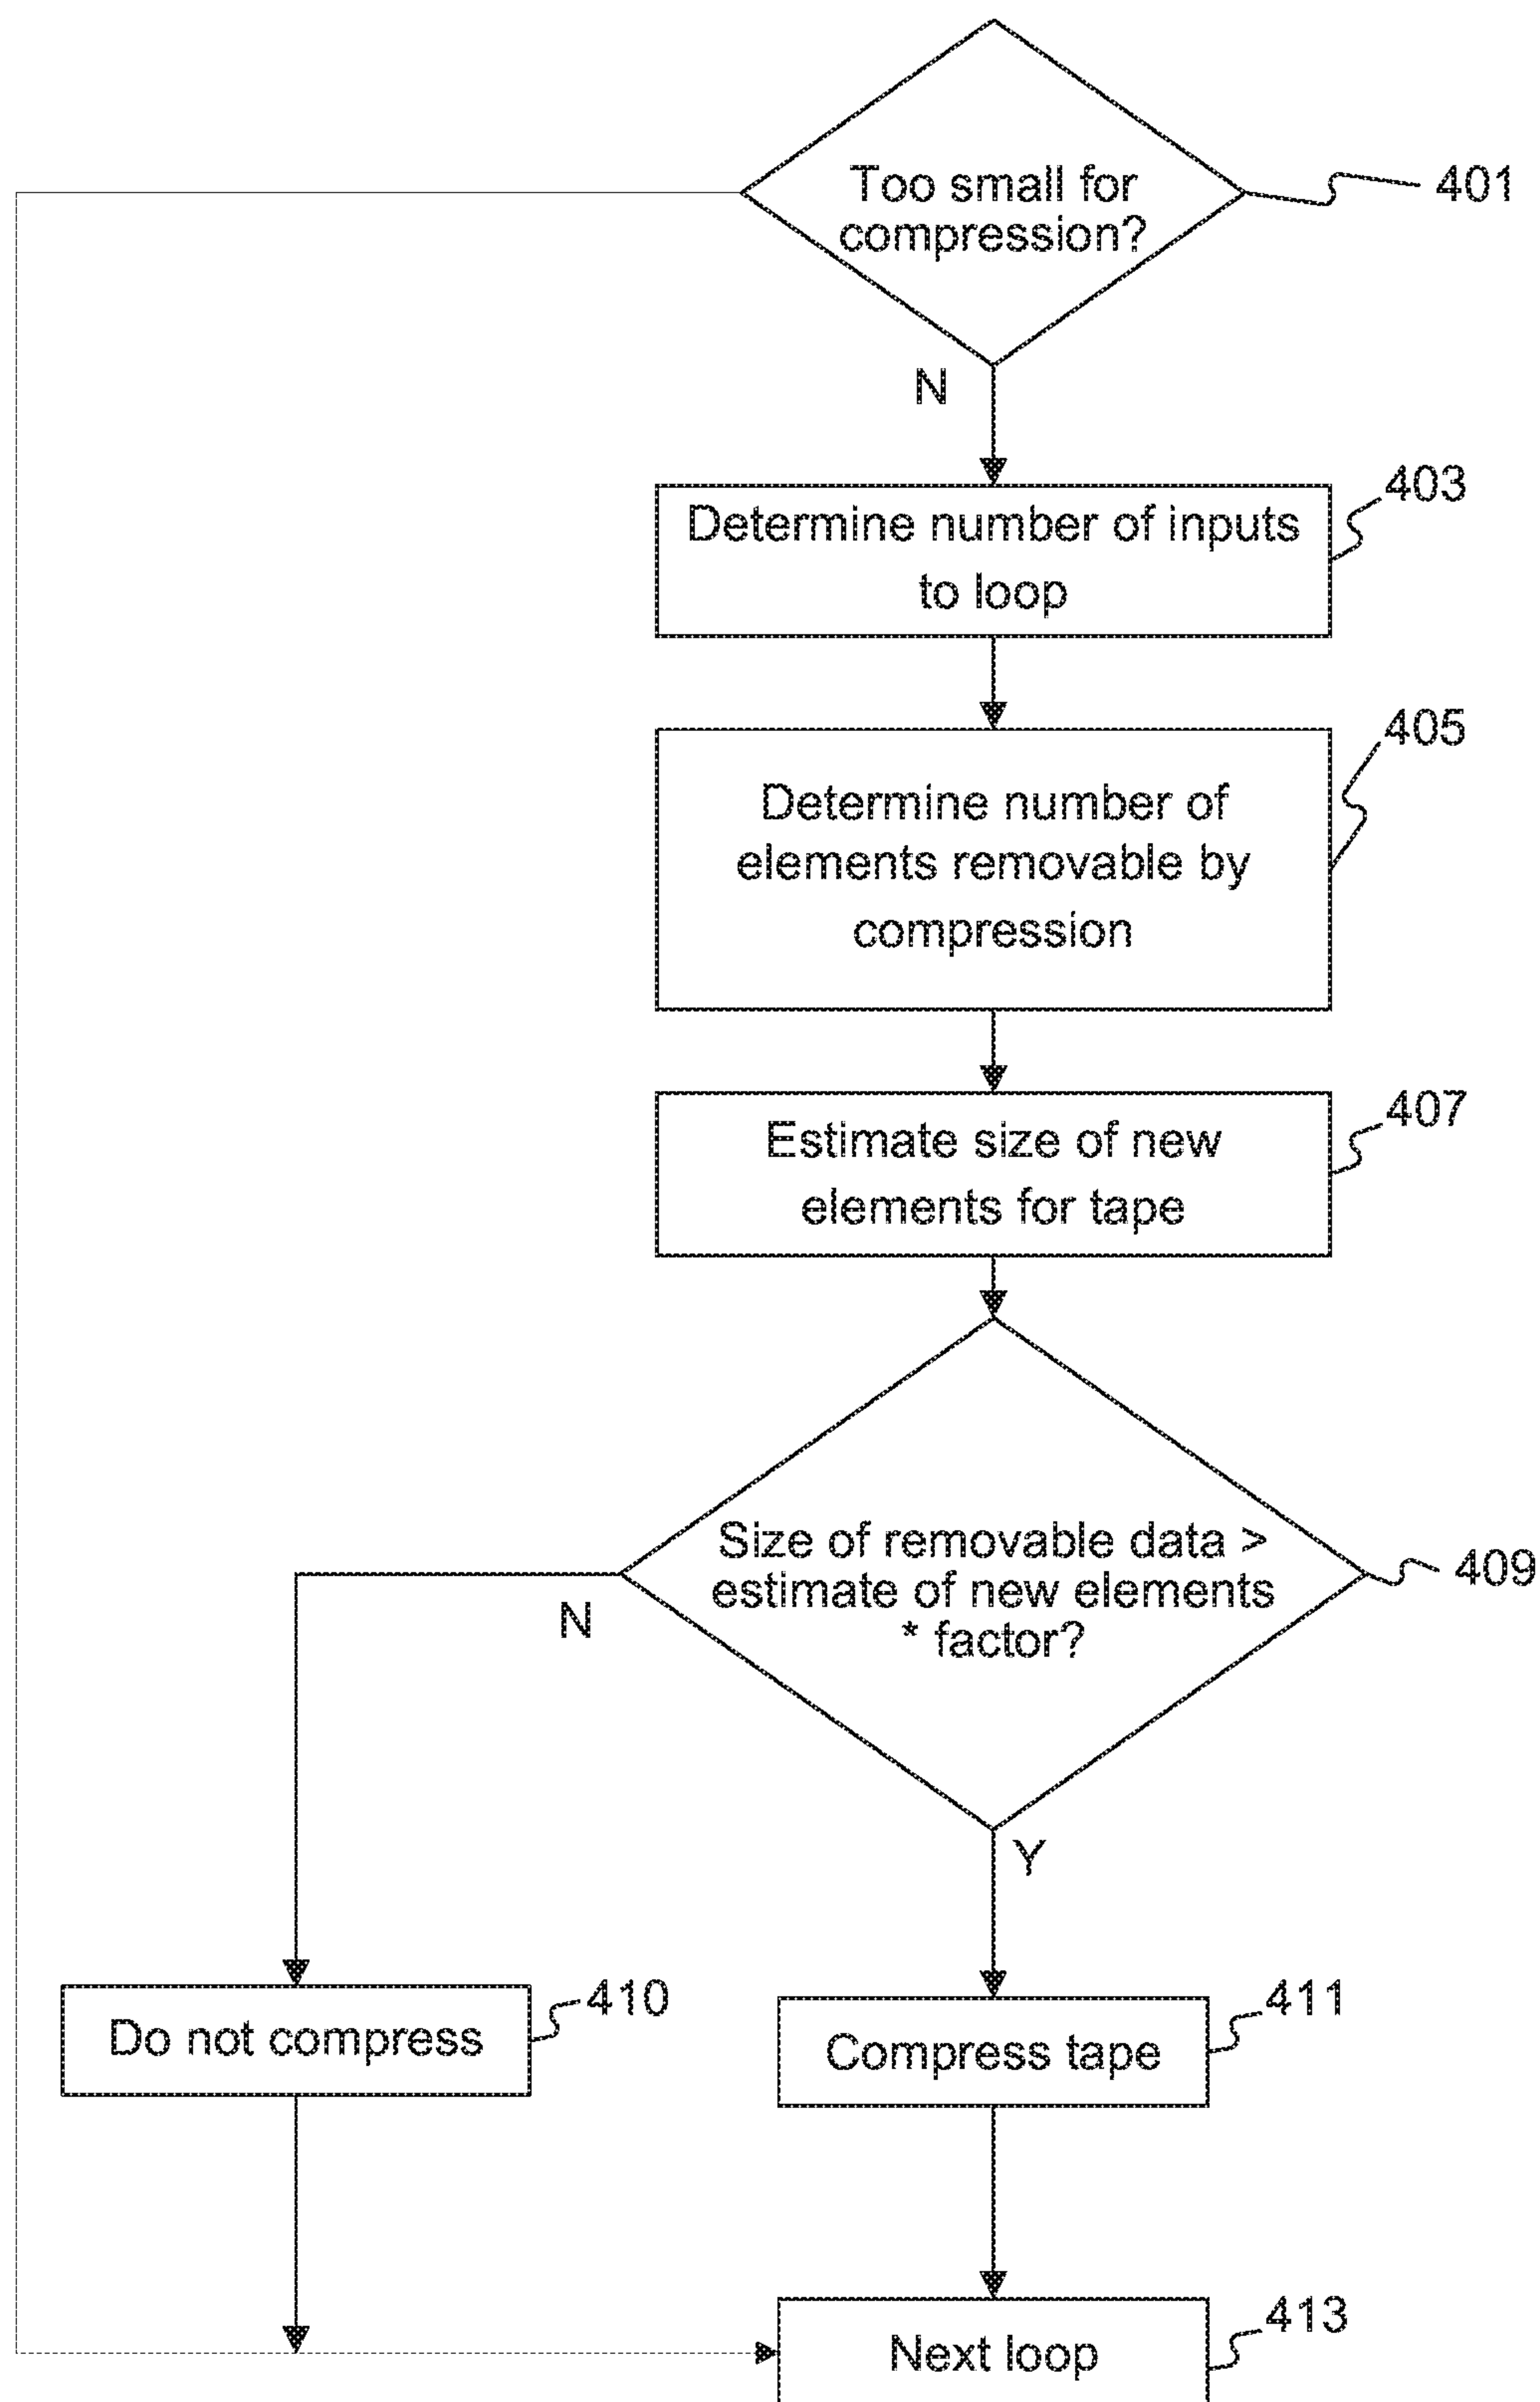 Too small for
compression?
401
N
403
Determine number of inputs
to loop
405
Determine number of
elements removable by
compression
407
Estimate size of new
elements for tape
Size of removable data >
estimate of new elements
* factor?
409
N
Y
410
Do not compress
411
Compress tape
413
Next loop